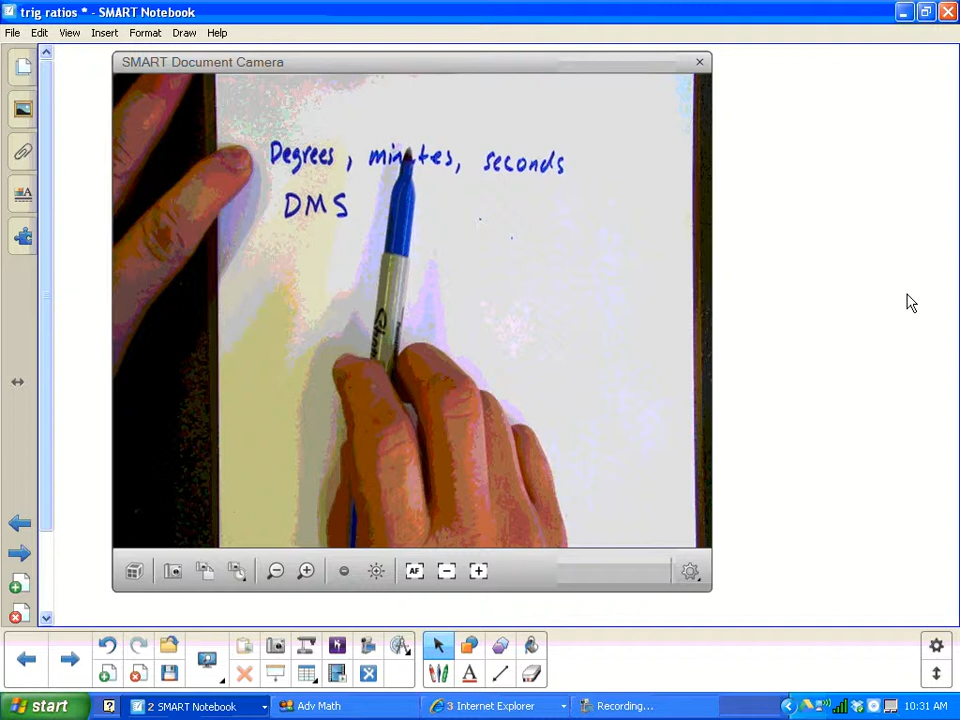 trig ratios * - SMART Notebook
File Edit View Insert Format Draw Help
SMART Document Camera
Degrees, minutes, seconds
DMS
AF
start
2 SMART Notebook
Adv Math
3 Internet Explorer
Recording...
10:31 AM